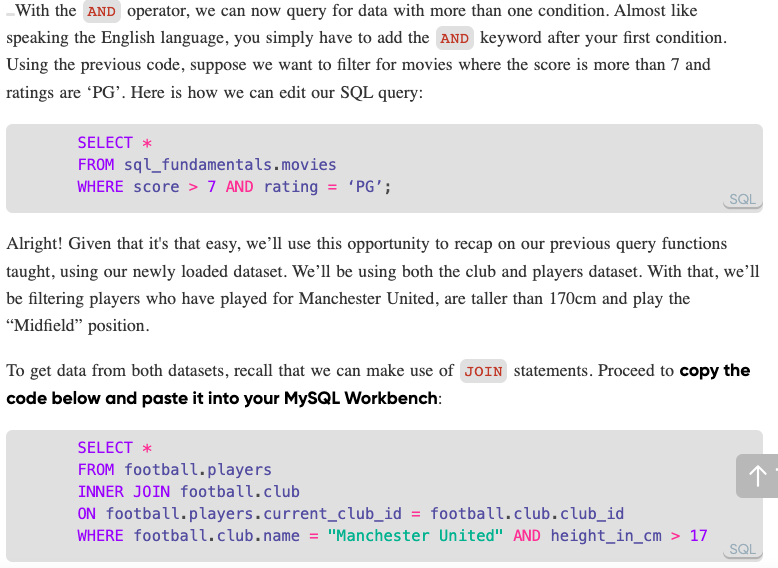 With the AND operator, we can now query for data with more than one condition. Almost like
speaking the English language, you simply have to add the AND keyword after your first condition.
Using the previous code, suppose we want to filter for movies where the score is more than 7 and
ratings are ‘PG’. Here is how we can edit our SQL query:
SELECT *
FROM sql_fundamentals.movies
WHERE score > 7 AND rating = ‘PG’;
SQL
Alright! Given that it's that easy, we’ll use this opportunity to recap on our previous query functions
taught, using our newly loaded dataset. We’ll be using both the club and players dataset. With that, we’ll
be filtering players who have played for Manchester United, are taller than 170cm and play the
“Midfield” position.
To get data from both datasets, recall that we can make use of JOIN statements. Proceed to copy the
code below and paste it into your MySQL Workbench:
SELECT *
FROM football.players
INNER JOIN football.club
ON football.players.current_club_id = football.club.club_id
WHERE football.club.name = "Manchester United" AND height_in_cm > 17
SQL